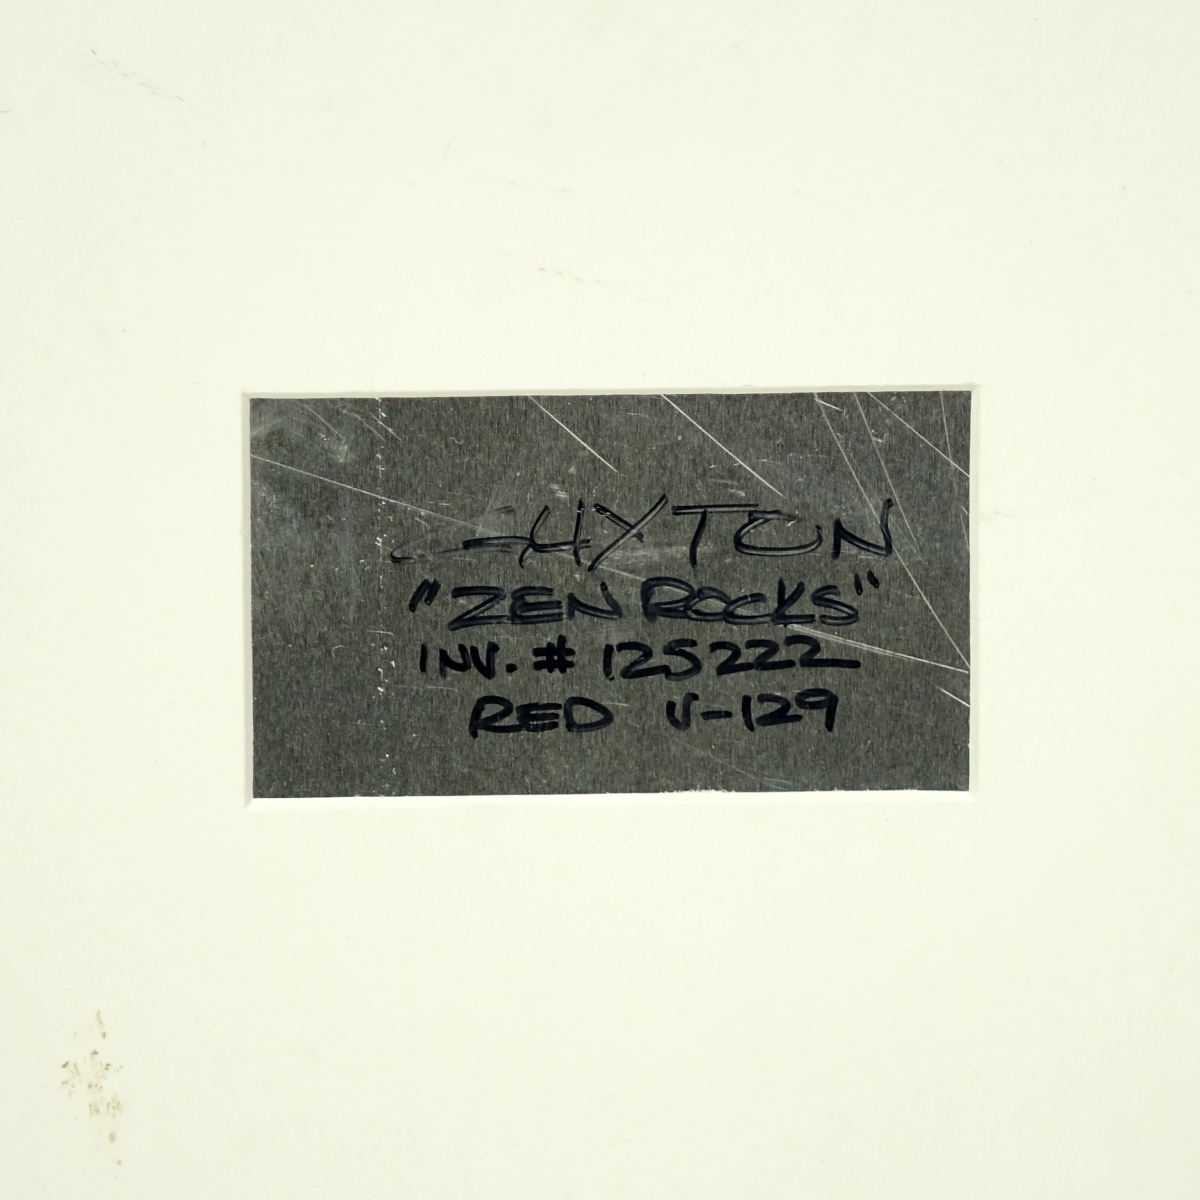 "ZEN ROCKS"
INV. # 125222
RED V-129